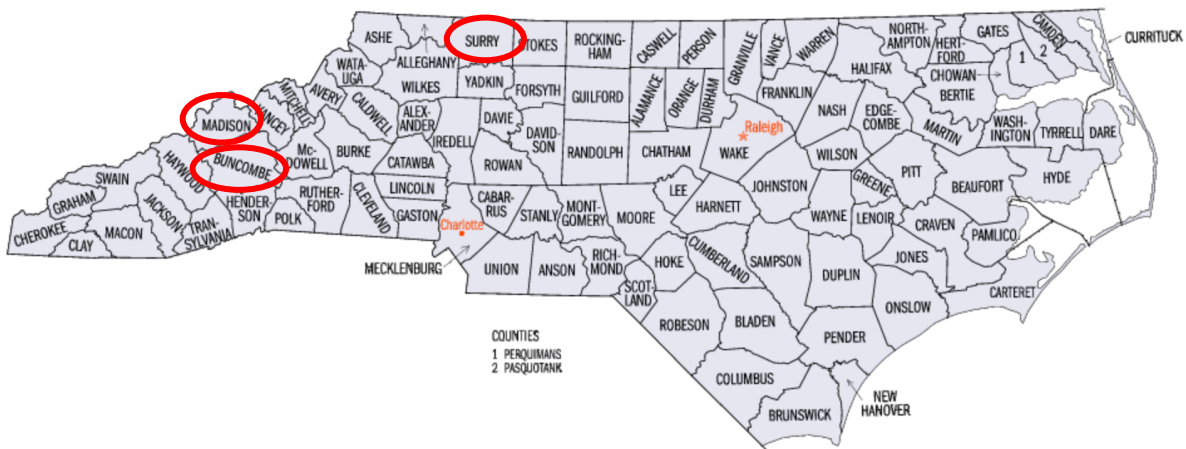 ASHE
ALLEGHANY
SURRY
STOKES
ROCKING-
HAM
CASWELL
PERSON
GRANVILLE
VANCE
WARREN
NORTH-
AMPTON
HERT-
FORD
GATES
CAMDEN
CURRITUCK
1
2
WATA-
UGA
WILKES
YADKIN
FORSYTH
GUILFORD
ALAMANCE
ORANGE
DURHAM
FRANKLIN
HALIFAX
CHOWAN
BERTIE
MITCHELL
AVERY
CALDWELL
ALEX-
ANDER
IREDELL
DAVIE
DAVID-
SON
NASH
EDGE-
COMBE
MARTIN
WASH-
INGTON
TYRRELL
DARE
MADISON
YANCEY
Raleigh
WAKE
RANDOLPH
CHATHAM
WILSON
PITT
BEAUFORT
HYDE
HAYWOOD
BUNCOMBE
Mc-
DOWELL
BURKE
CATAWBA
ROWAN
SWAIN
GRAHAM
JACKSON
HENDER-
SON
RUTHER-
FORD
CLEVELAND
LINCOLN
GASTON
CABAR-
RUS
STANLY
MONT-
GOMERY
MOORE
LEE
HARNETT
JOHNSTON
GREENE
WAYNE
LENOIR
CRAVEN
PAMLICO
CHEROKEE
CLAY
MACON
TRAN-
SYLVANIA
POLK
Charlotte
MECKLENBURG
UNION
ANSON
RICH-
MOND
SCOT-
LAND
HOKE
CUMBERLAND
SAMPSON
DUPLIN
JONES
ONSLOW
CARTERET
ROBESON
BLADEN
PENDER
COLUMBUS
BRUNSWICK
NEW
HANOVER
COUNTIES
1 PERQUIMANS
2 PASQUOTANK